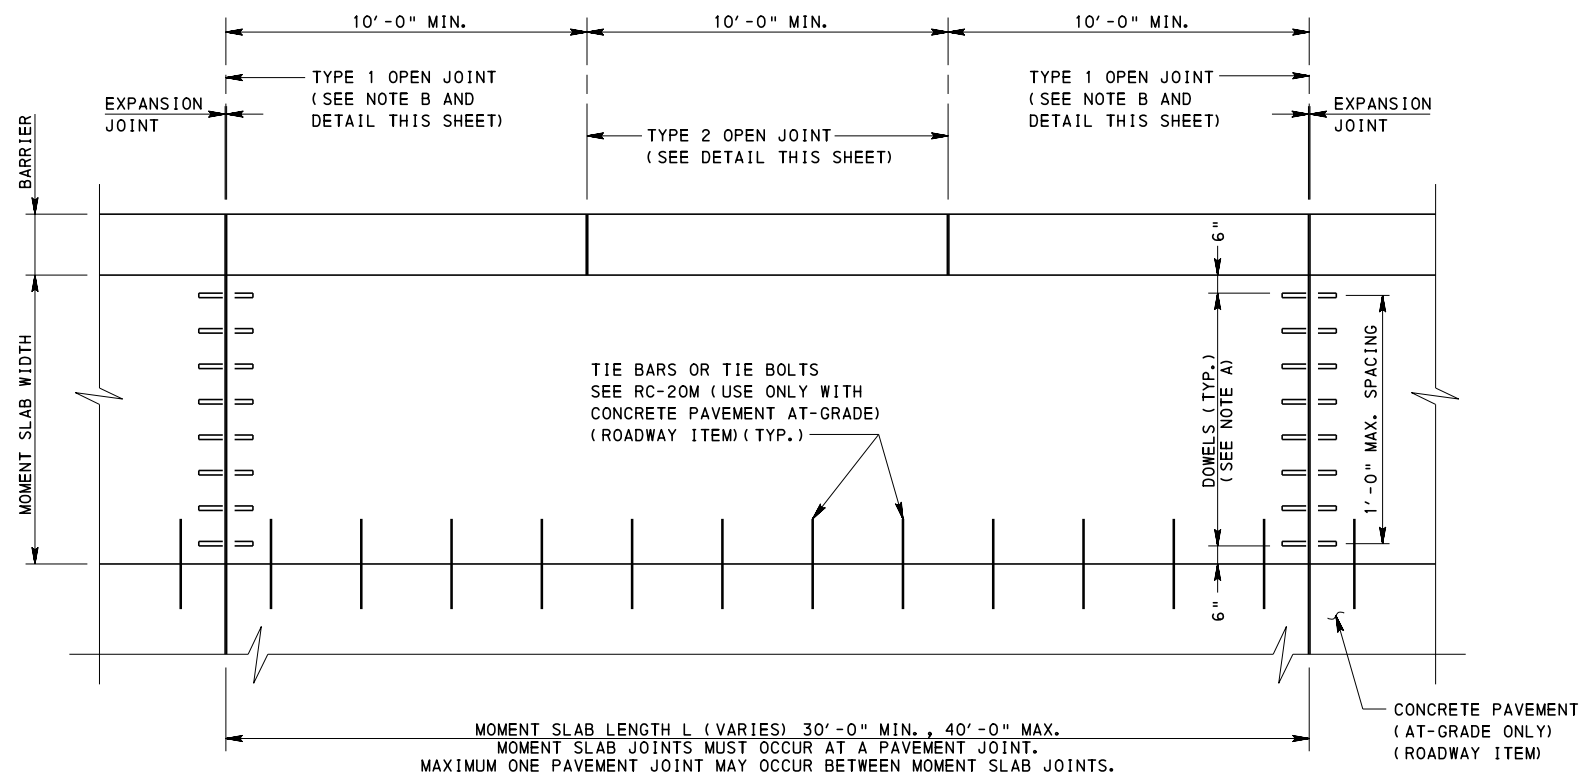 10'-0" MIN.
10'-0" MIN.
10'-0" MIN.
TYPE 1 OPEN JOINT
(SEE NOTE B AND
DETAIL THIS SHEET)
TYPE 1 OPEN JOINT
(SEE NOTE B AND
DETAIL THIS SHEET)
EXPANSION
JOINT
EXPANSION
JOINT
TYPE 2 OPEN JOINT
(SEE DETAIL THIS SHEET)
BARRIER
6"
MOMENT SLAB WIDTH
TIE BARS OR TIE BOLTS
SEE RC-20M (USE ONLY WITH
CONCRETE PAVEMENT AT-GRADE)
(ROADWAY ITEM)(TYP.)
DOWELS (TYP.)
(SEE NOTE A)
1'-0" MAX. SPACING
6"
CONCRETE PAVEMENT
(AT-GRADE ONLY)
(ROADWAY ITEM)
MOMENT SLAB LENGTH L (VARIES) 30'-0" MIN., 40'-0" MAX.
MOMENT SLAB JOINTS MUST OCCUR AT A PAVEMENT JOINT.
MAXIMUM ONE PAVEMENT JOINT MAY OCCUR BETWEEN MOMENT SLAB JOINTS.